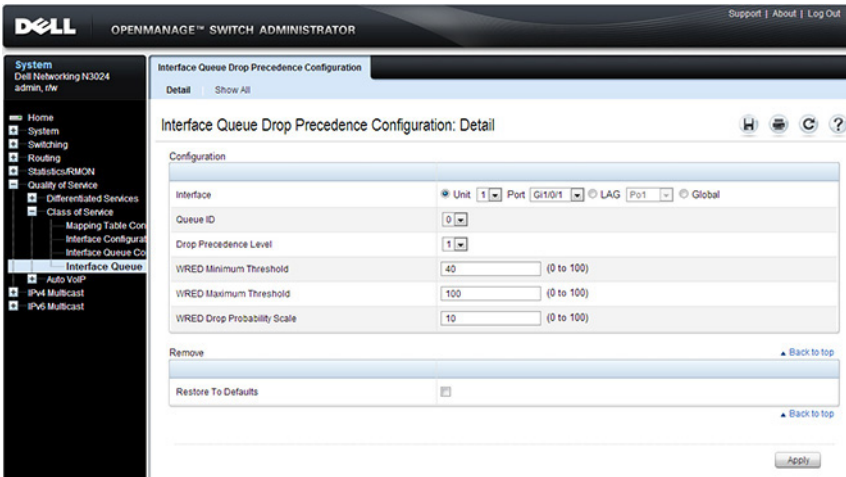 Support | About | Log Out
DELL OPENMANAGE™ SWITCH ADMINISTRATOR
System
Dell Networking N3024
admin, r/w
Home
System
Switching
Routing
Statistics/RMON
Quality of Service
Differentiated Services
Class of Service
Mapping Table Con
Interface Configurat
Interface Queue Co
Interface Queue
Auto VoIP
IPv4 Multicast
IPv6 Multicast
Interface Queue Drop Precedence Configuration
Detail Show All
Interface Queue Drop Precedence Configuration: Detail
Configuration
Interface Unit 1 Port Gi1/0/1 LAG Po1 Global
Queue ID 0
Drop Precedence Level 1
WRED Minimum Threshold 40 (0 to 100)
WRED Maximum Threshold 100 (0 to 100)
WRED Drop Probability Scale 10 (0 to 100)
Remove ▲ Back to top
Restore To Defaults
▲ Back to top
Apply